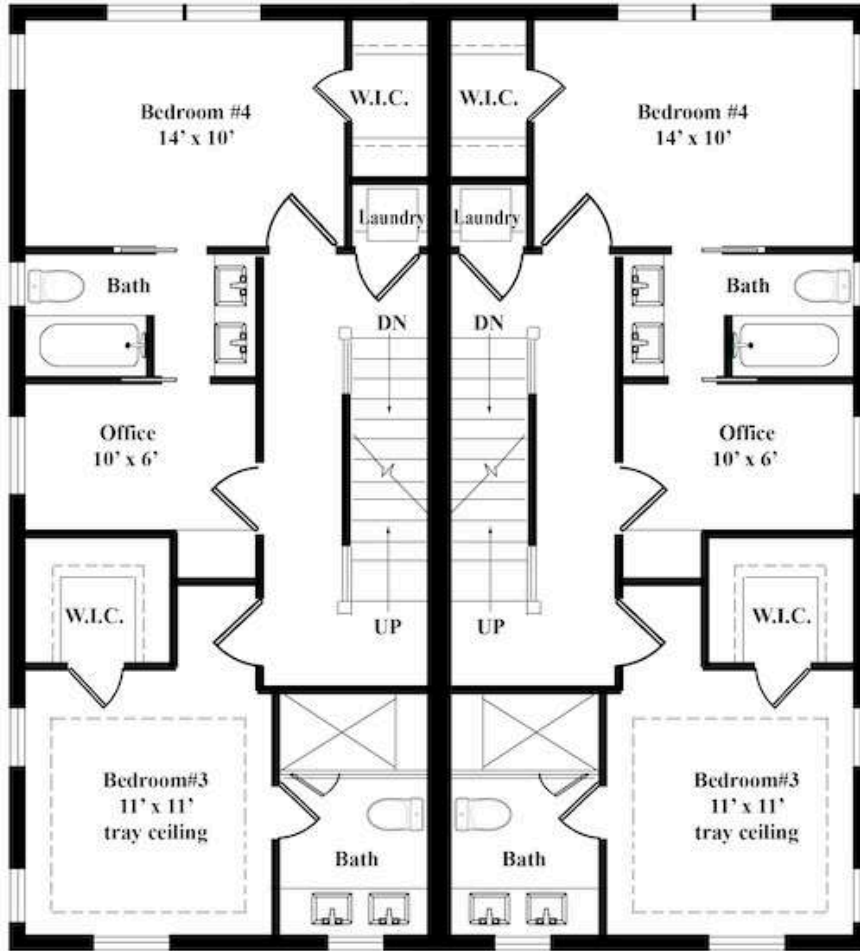 Bedroom #4
14’ x 10’
W.I.C.
W.I.C.
Bedroom #4
14’ x 10’
Laundry
Laundry
Bath
Bath
DN
DN
Office
10’ x 6’
Office
10’ x 6’
W.I.C.
UP
UP
W.I.C.
Bedroom#3
11’ x 11’
tray ceiling
Bedroom#3
11’ x 11’
tray ceiling
Bath
Bath